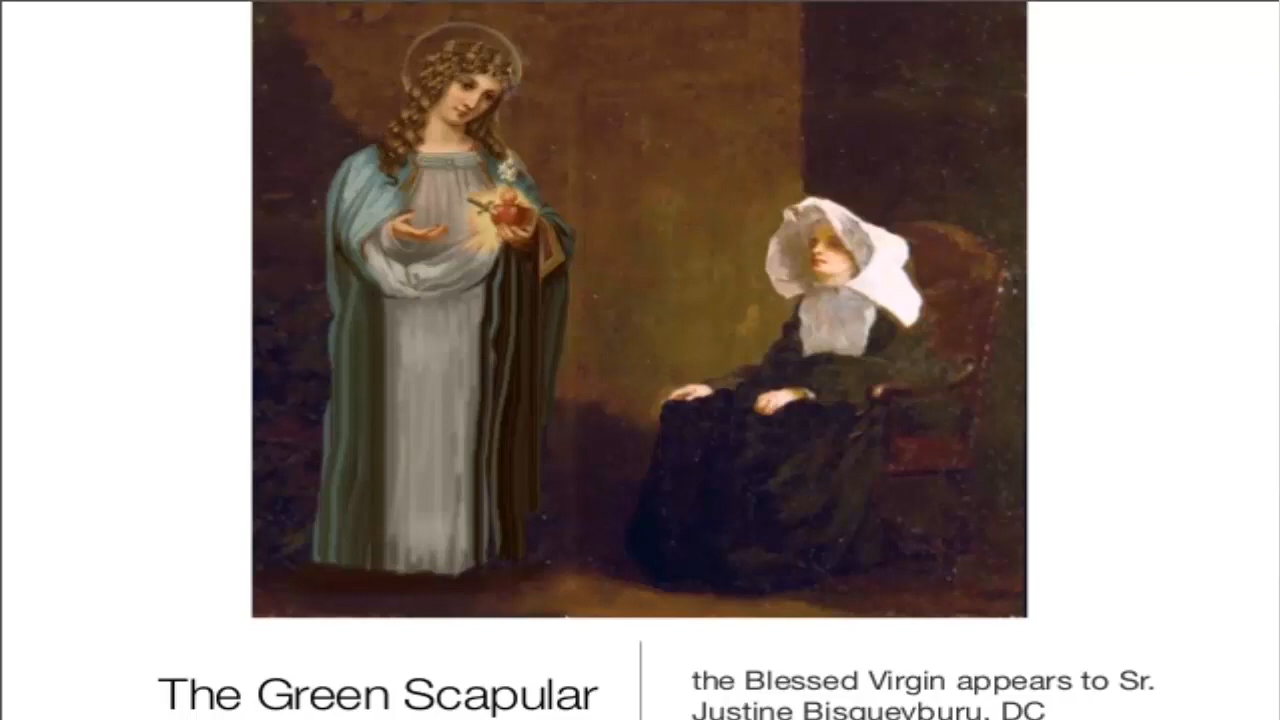 The Green Scapular
the Blessed Virgin appears to Sr.
Justine Bisqueyburu, DC